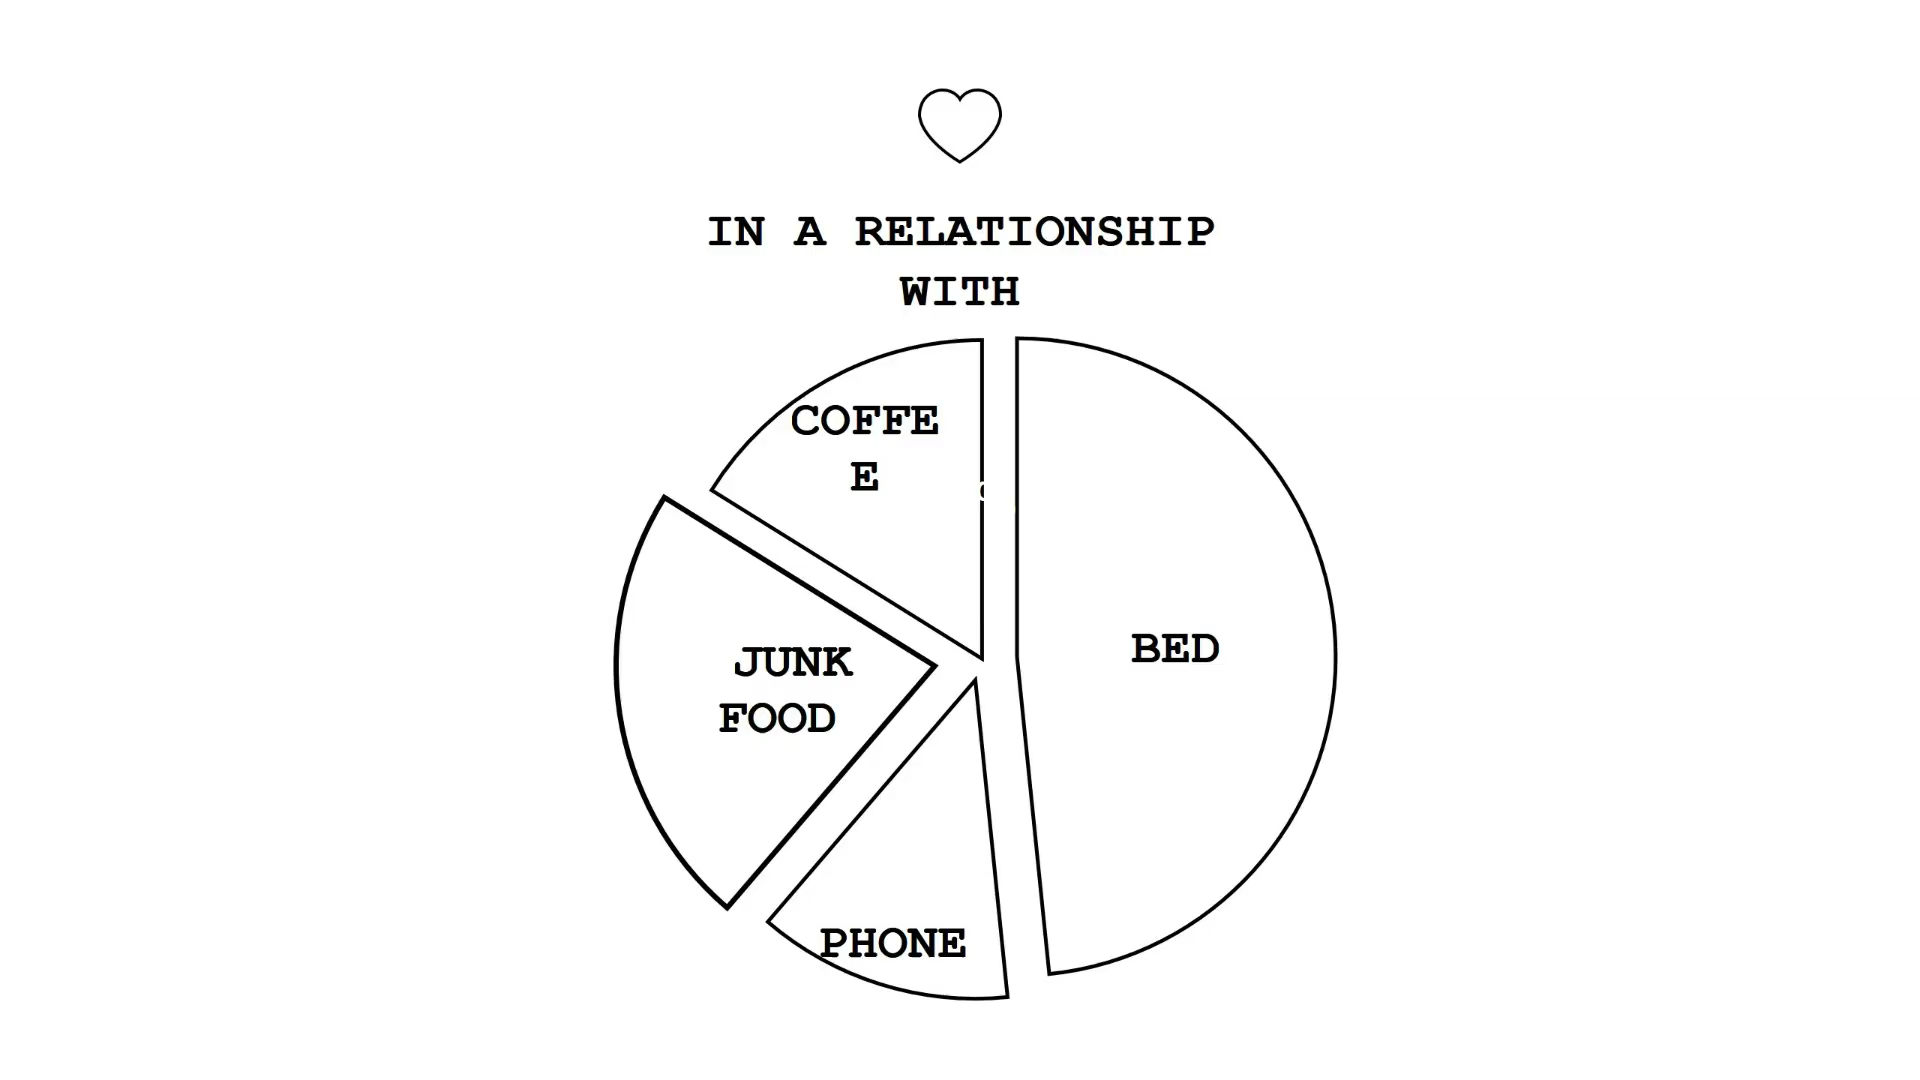 IN A RELATIONSHIP
WITH
COFFE
E
BED
JUNK
FOOD
PHONE